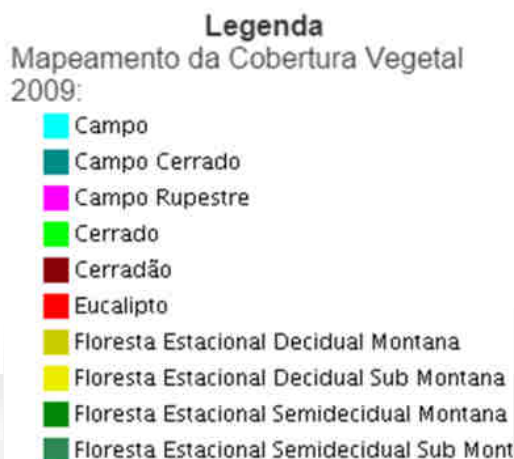 Legenda
Mapeamento da Cobertura Vegetal
2009:
Campo
Campo Cerrado
Campo Rupestre
Cerrado
Cerradão
Eucalipto
Floresta Estacional Decidual Montana
Floresta Estacional Decidual Sub Montana
Floresta Estacional Semidecidual Montana
Floresta Estacional Semidecidual Sub Mont